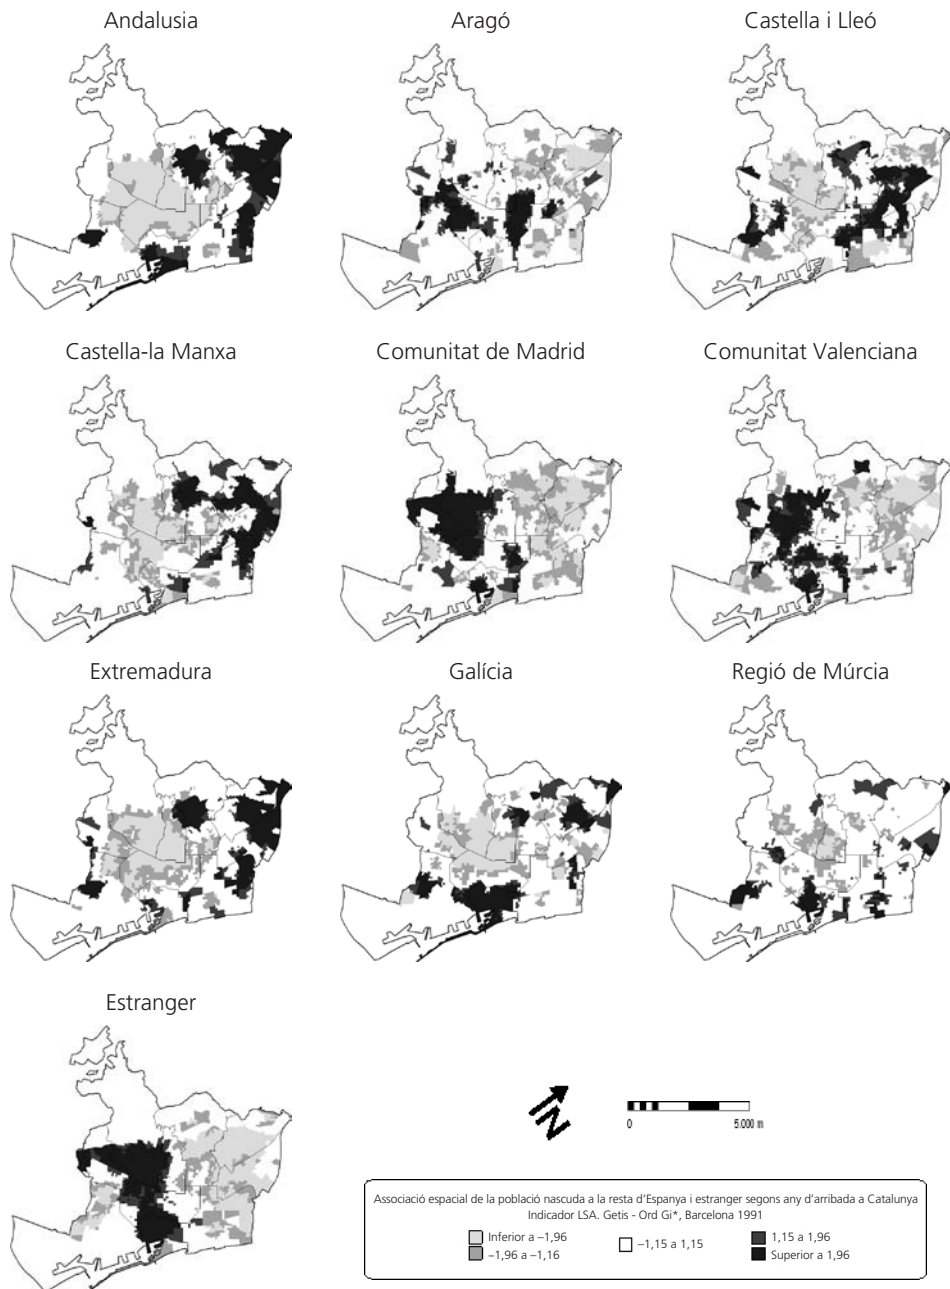 Andalusia
Aragó
Castella i Lleó
Castella-la Manxa
Comunitat de Madrid
Comunitat Valenciana
Extremadura
Galícia
Regió de Múrcia
Estranger
N
0
5.000 m
Associació espacial de la població nascuda a la resta d'Espanya i estranger segons any d'arribada a Catalunya
Indicador LSA. Getis - Ord Gi*, Barcelona 1991
Inferior a –1,96
–1,96 a –1,16
–1,15 a 1,15
1,15 a 1,96
Superior a 1,96